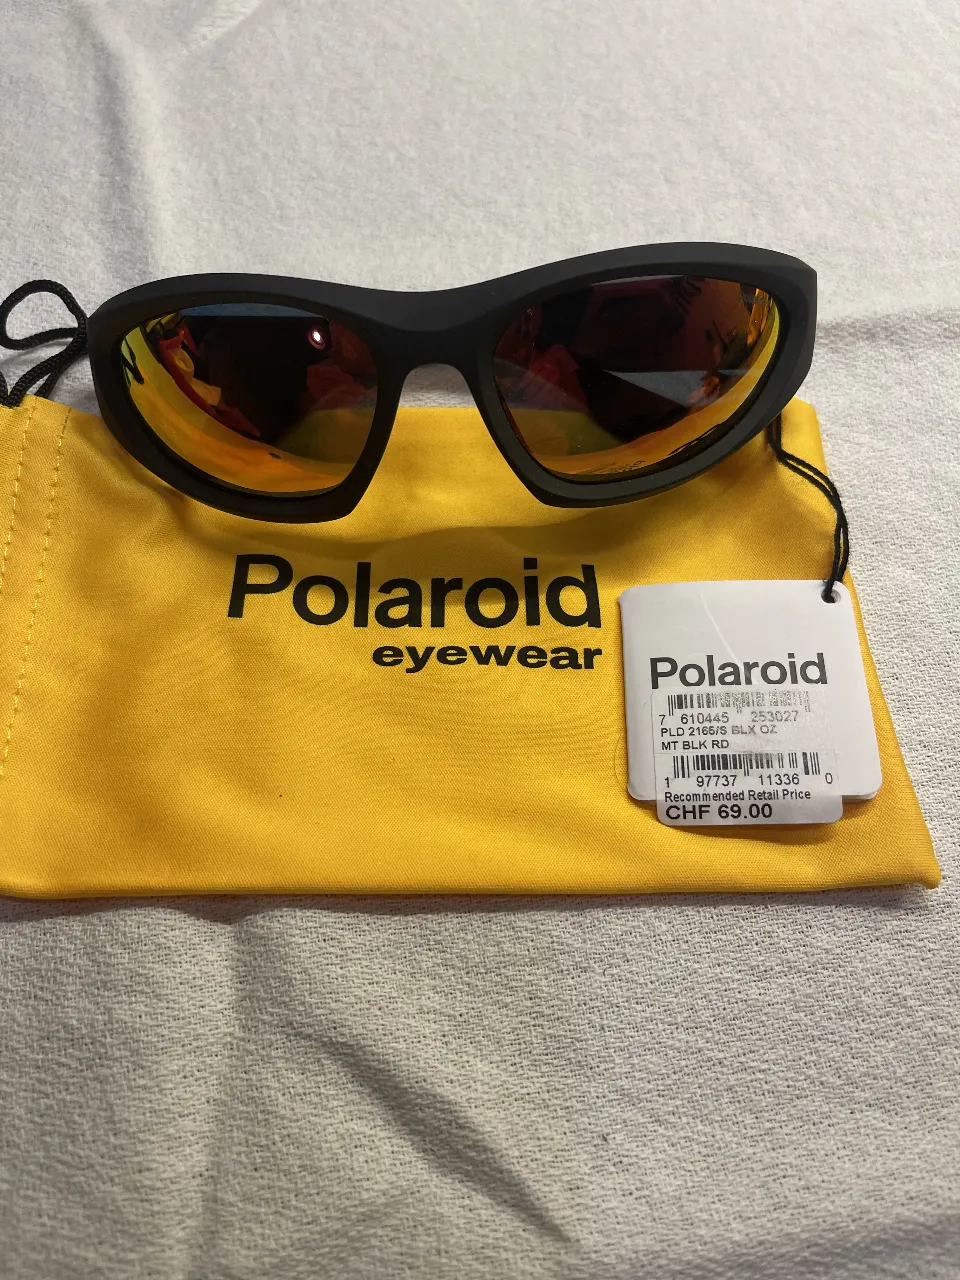 Polaroid
eyewear
Polaroid
7 610445 253027
PLD 2165/S BLX OZ
MT BLK RD
1 97737 11336 0
Recommended Retail Price
CHF 69.00